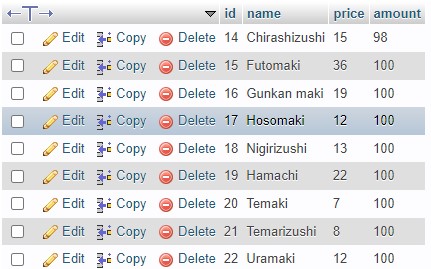 id name price amount
Edit Copy Delete 14 Chirashizushi 15 98
Edit Copy Delete 15 Futomaki 36 100
Edit Copy Delete 16 Gunkan maki 19 100
Edit Copy Delete 17 Hosomaki 12 100
Edit Copy Delete 18 Nigirizushi 13 100
Edit Copy Delete 19 Hamachi 22 100
Edit Copy Delete 20 Temaki 7 100
Edit Copy Delete 21 Temarizushi 8 100
Edit Copy Delete 22 Uramaki 12 100